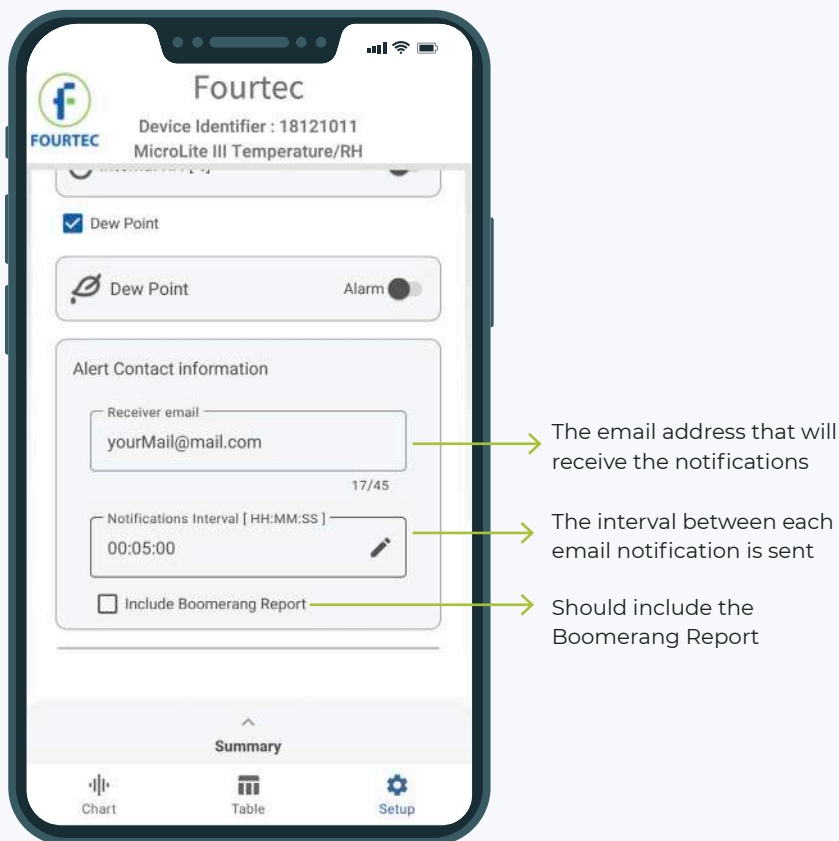 Fourtec
FOURTEC
Device Identifier : 18121011
MicroLite III Temperature/RH
Dew Point
Dew Point
Alarm
Alert Contact information
Receiver email
yourMail@mail.com
17/45
Notifications Interval [ HH:MM:SS ]
00:05:00
Include Boomerang Report
The email address that will
receive the notifications
The interval between each
email notification is sent
Should include the
Boomerang Report
Summary
Chart
Table
Setup